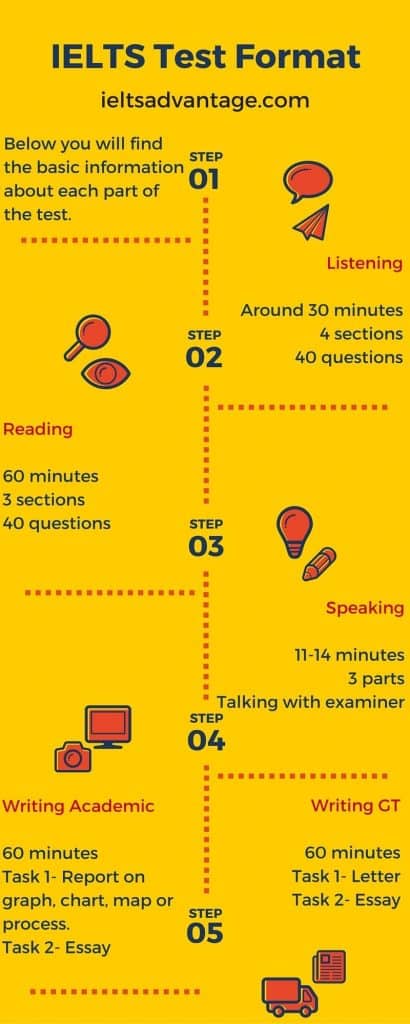 IELTS Test Format
ieltsadvantage.com
Below you will find
the basic information
about each part of
the test.
STEP
01
Listening
Around 30 minutes
4 sections
40 questions
STEP
02
Reading
60 minutes
3 sections
40 questions
STEP
03
Speaking
11-14 minutes
3 parts
Talking with examiner
STEP
04
Writing Academic
60 minutes
Task 1- Report on
graph, chart, map or
process.
Task 2- Essay
Writing GT
60 minutes
Task 1- Letter
Task 2- Essay
STEP
05